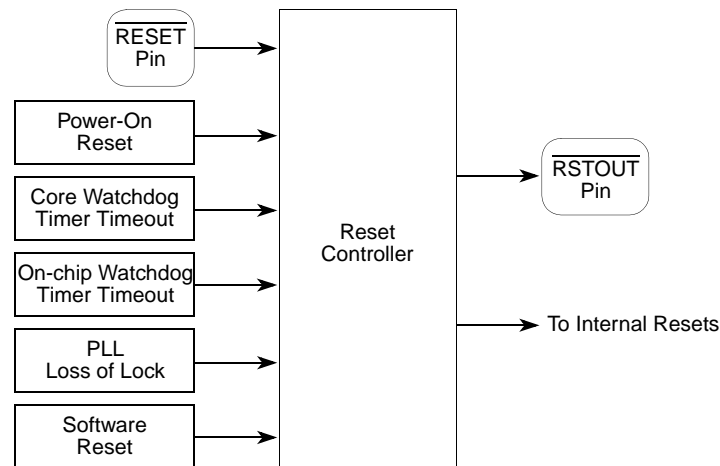 RESET
Pin
Power-On
Reset
Core Watchdog
Timer Timeout
On-chip Watchdog
Timer Timeout
PLL
Loss of Lock
Software
Reset
Reset
Controller
RSTOUT
Pin
To Internal Resets